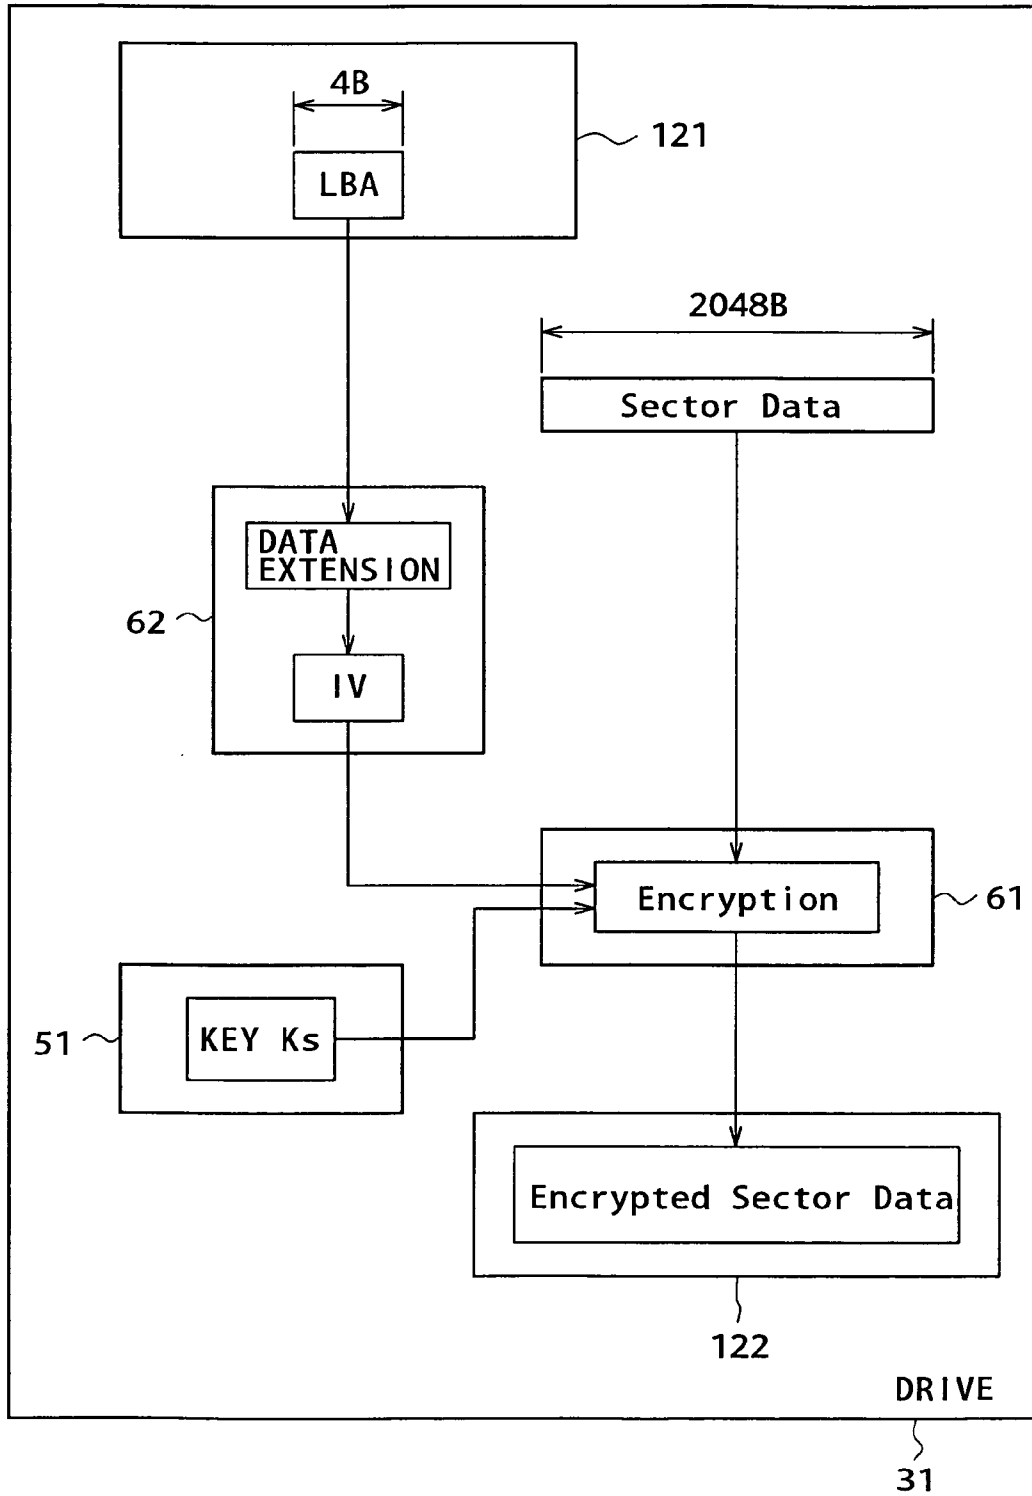 4B
121
LBA
2048B
Sector Data
DATA
EXTENSION
62
IV
Encryption
61
51
KEY Ks
Encrypted Sector Data
122
DRIVE
31